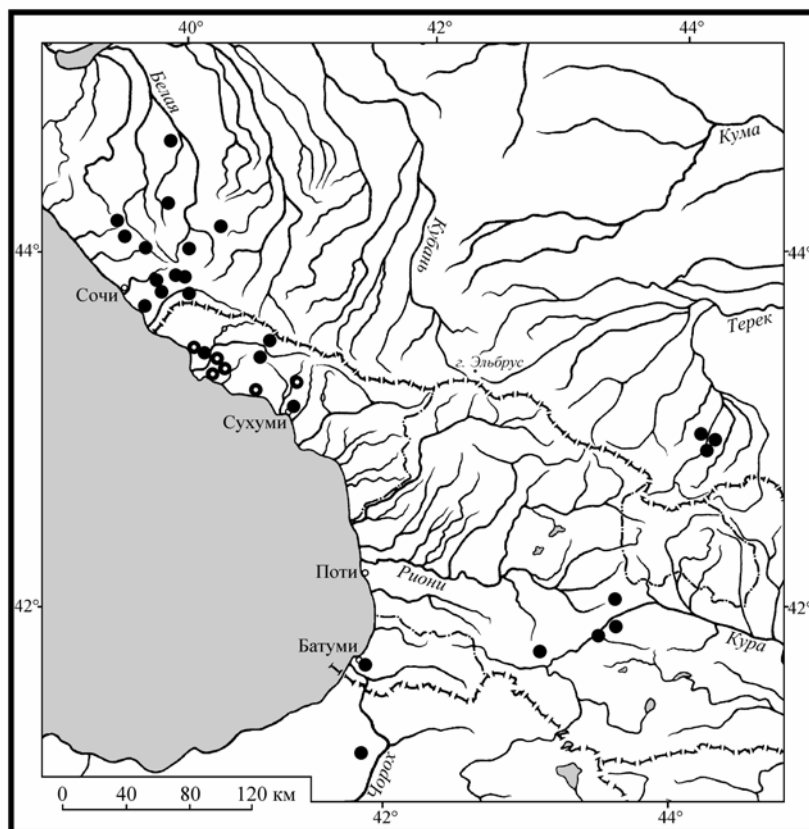 40°
42°
44°
Белая
Кума
Кубань
44°
44°
Сочи
Терек
г. Эльбрус
Сухуми
Поти
Риони
42°
42°
Батуми
Кура
Чорох
0 40 80 120 км
42°
44°